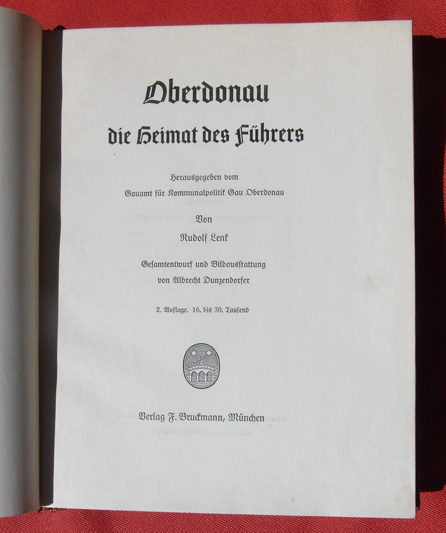 Oberdonau
die Heimat des Führers
Herausgegeben vom
Gauamt für Kommunalpolitik Gau Oberdonau
Von
Rudolf Lenk
Gesamtentwurf und Bildausstattung
von Albrecht Dunzendorfer
2. Auflage. 16. bis 30. Tausend
Verlag F. Bruckmann, München